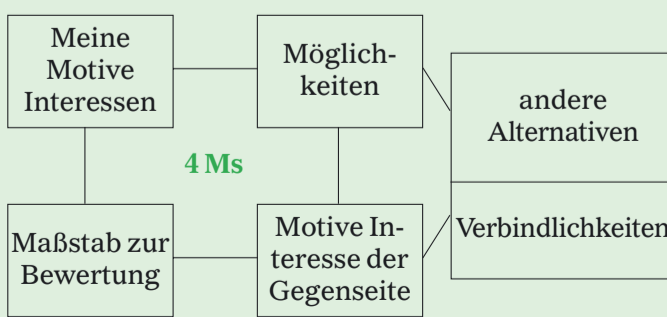 Meine
Motive
Interessen
Möglich-
keiten
andere
Alternativen
4 Ms
Maßstab zur
Bewertung
Motive In-
teresse der
Gegenseite
Verbindlichkeiten